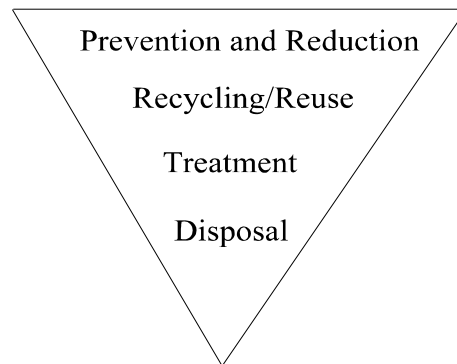 Prevention and Reduction
Recycling/Reuse
Treatment
Disposal